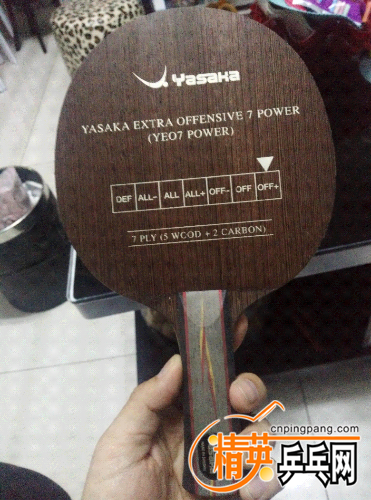 Yasaka
YASAKA EXTRA OFFENSIVE 7 POWER
(YEO7 POWER)
DEF ALL- ALL ALL+ OFF- OFF OFF+
7 PLY (5 WCOD + 2 CARBON)
cnpingpang.com
精英乒乓网